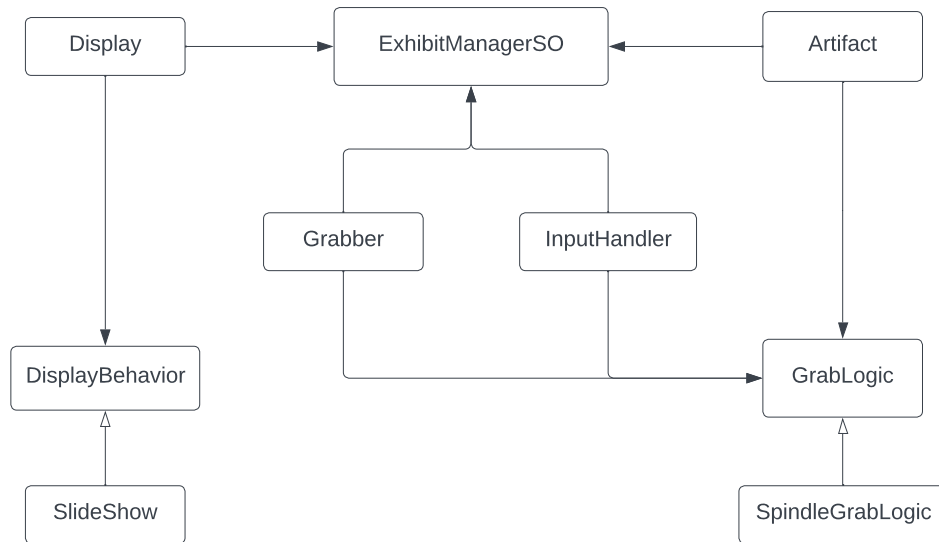 Display
ExhibitManagerSO
Artifact
Grabber
InputHandler
DisplayBehavior
GrabLogic
SlideShow
SpindleGrabLogic